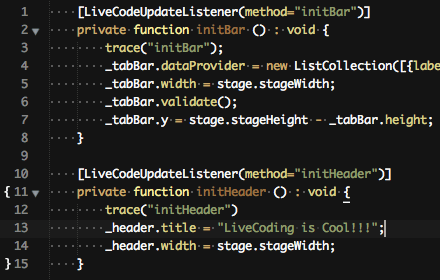 1 [LiveCodeUpdateListener(method="initBar")]
2 private function initBar () : void {
3 trace("initBar");
4 _tabBar.dataProvider = new ListCollection([{labe
5 _tabBar.width = stage.stageWidth;
6 _tabBar.validate();
7 _tabBar.y = stage.stageHeight - _tabBar.height;
8 }
9
10 [LiveCodeUpdateListener(method="initHeader")]
{ 11 private function initHeader () : void {
12 trace("initHeader")
13 _header.title = "LiveCoding is Cool!!!";
14 _header.width = stage.stageWidth;
} 15 }